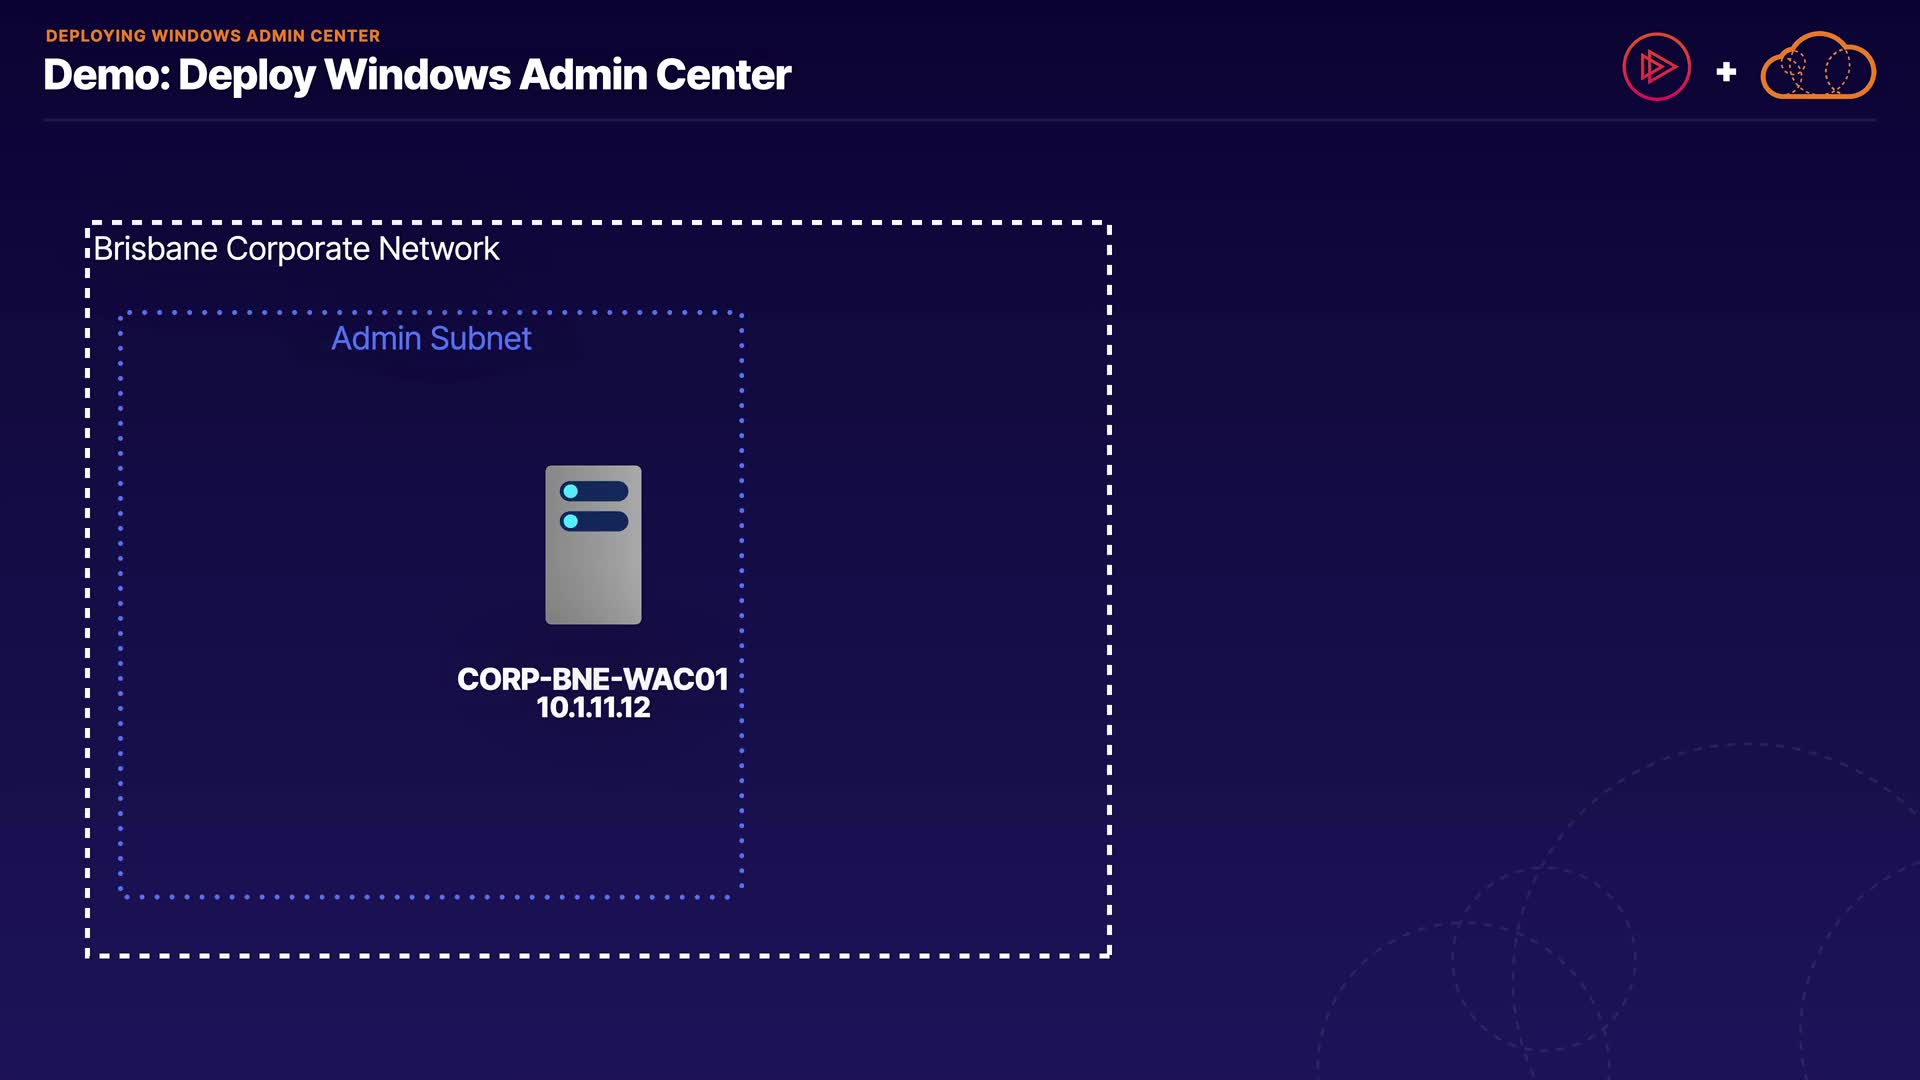 DEPLOYING WINDOWS ADMIN CENTER
Demo: Deploy Windows Admin Center
Brisbane Corporate Network
Admin Subnet
CORP-BNE-WAC01
10.1.11.12